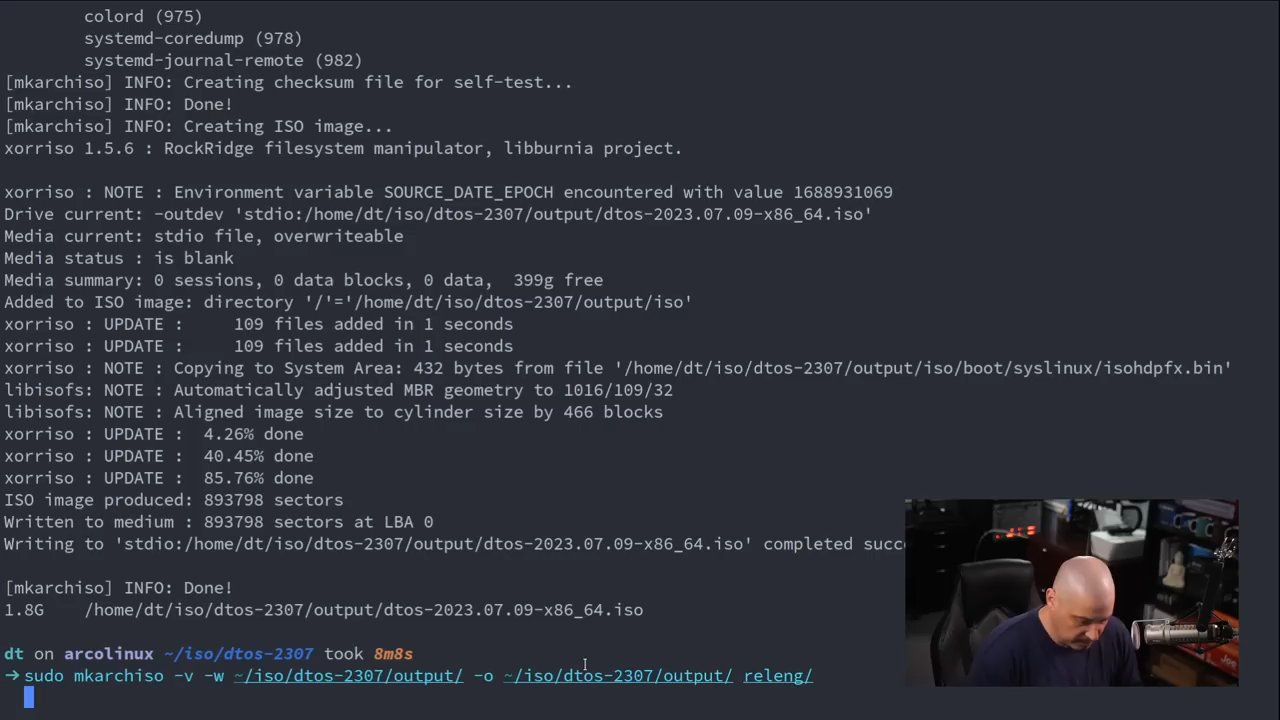 colord (975)
systemd-coredump (978)
systemd-journal-remote (982)
[mkarchiso] INFO: Creating checksum file for self-test...
[mkarchiso] INFO: Done!
[mkarchiso] INFO: Creating ISO image...
xorriso 1.5.6 : RockRidge filesystem manipulator, libburnia project.
xorriso : NOTE : Environment variable SOURCE_DATE_EPOCH encountered with value 1688931069
Drive current: -outdev 'stdio:/home/dt/iso/dtos-2307/output/dtos-2023.07.09-x86_64.iso'
Media current: stdio file, overwriteable
Media status : is blank
Media summary: 0 sessions, 0 data blocks, 0 data,  399g free
Added to ISO image: directory '/'='/home/dt/iso/dtos-2307/output/iso'
xorriso : UPDATE :     109 files added in 1 seconds
xorriso : UPDATE :     109 files added in 1 seconds
xorriso : NOTE : Copying to System Area: 432 bytes from file '/home/dt/iso/dtos-2307/output/iso/boot/syslinux/isohdpfx.bin'
libisofs: NOTE : Automatically adjusted MBR geometry to 1016/109/32
libisofs: NOTE : Aligned image size to cylinder size by 466 blocks
xorriso : UPDATE :  4.26% done
xorriso : UPDATE :  40.45% done
xorriso : UPDATE :  85.76% done
ISO image produced: 893798 sectors
Written to medium : 893798 sectors at LBA 0
Writing to 'stdio:/home/dt/iso/dtos-2307/output/dtos-2023.07.09-x86_64.iso' completed succ
[mkarchiso] INFO: Done!
1.8G    /home/dt/iso/dtos-2307/output/dtos-2023.07.09-x86_64.iso
dt on arcolinux ~/iso/dtos-2307 took 8m8s
➜ sudo mkarchiso -v -w ~/iso/dtos-2307/output/ -o ~/iso/dtos-2307/output/ releng/